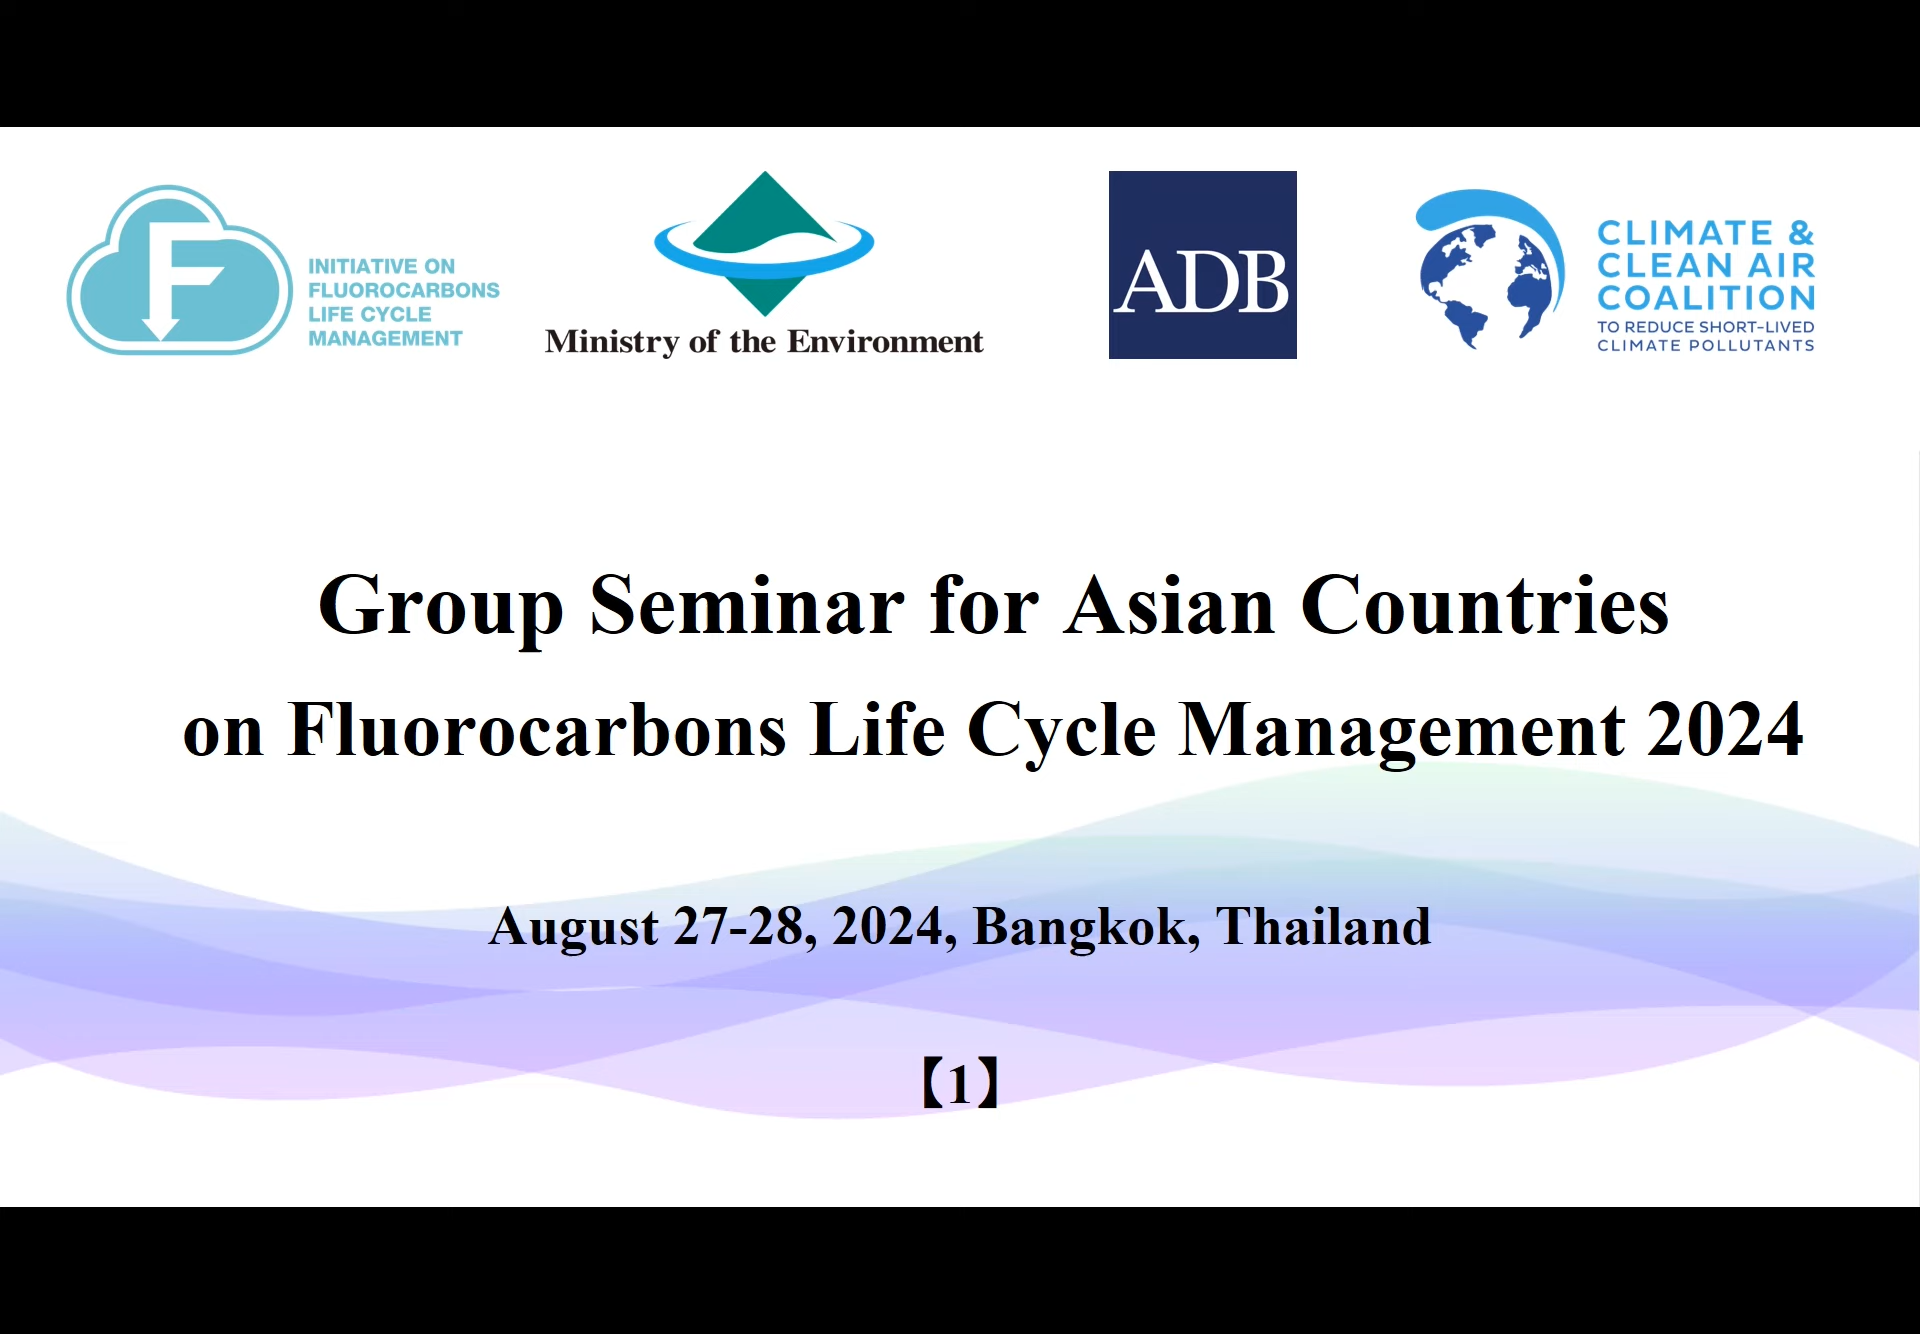 INITIATIVE ON
FLUOROCARBONS
LIFE CYCLE
MANAGEMENT
Ministry of the Environment
ADB
CLIMATE &
CLEAN AIR
COALITION
TO REDUCE SHORT-LIVED
CLIMATE POLLUTANTS
Group Seminar for Asian Countries
on Fluorocarbons Life Cycle Management 2024
August 27-28, 2024, Bangkok, Thailand
【1】